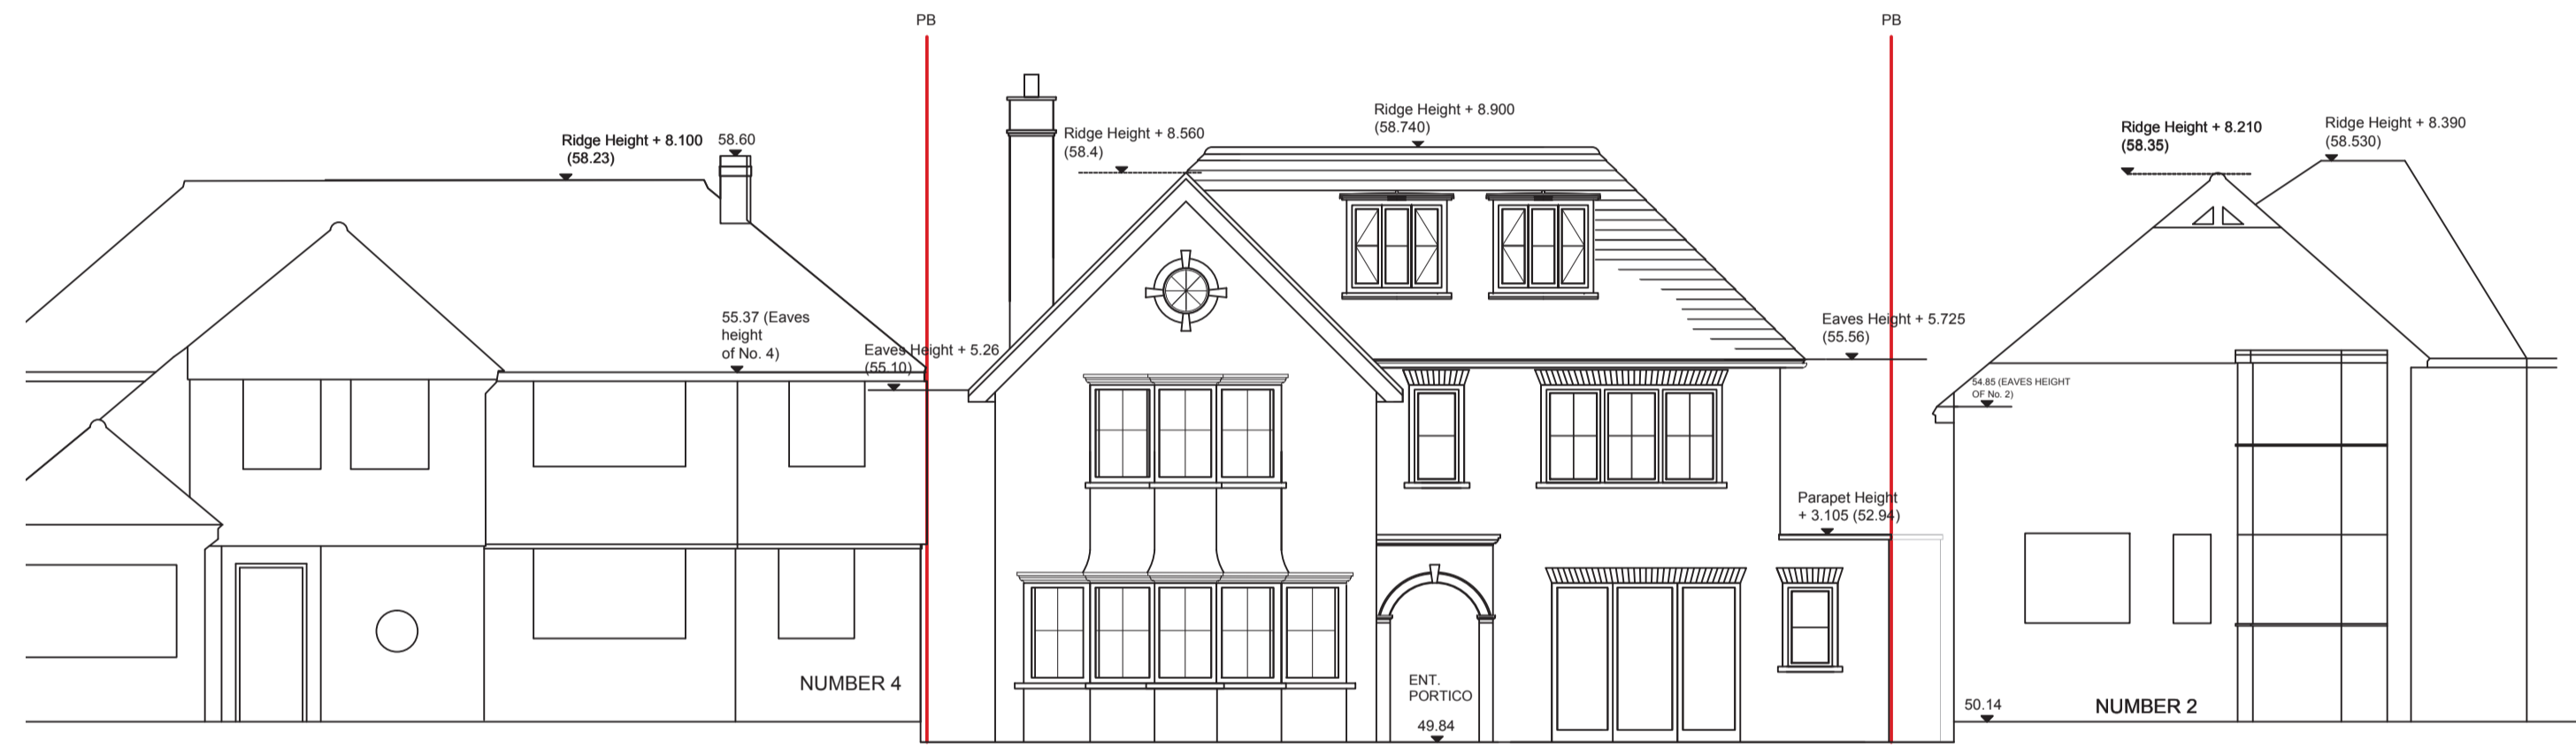 PB
PB
Ridge Height + 8.100
(58.23)
58.60
Ridge Height + 8.560
(58.4)
Ridge Height + 8.900
(58.740)
Ridge Height + 8.210
(58.35)
Ridge Height + 8.390
(58.530)
55.37 (Eaves
height
of No. 4)
Eaves Height + 5.26
(55.10)
Eaves Height + 5.725
(55.56)
54.85 (EAVES HEIGHT
OF No. 2)
Parapet Height
+ 3.105 (52.94)
NUMBER 4
ENT.
PORTICO
49.84
50.14
NUMBER 2